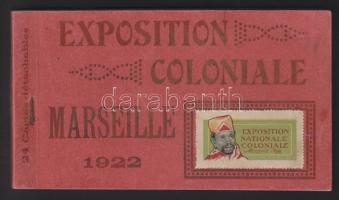 EXPOSITION
COLONIALE
MARSEILLE
1922
24 Cartes détachables
EXPOSITION
NATIONALE
COLONIALE
darabanth